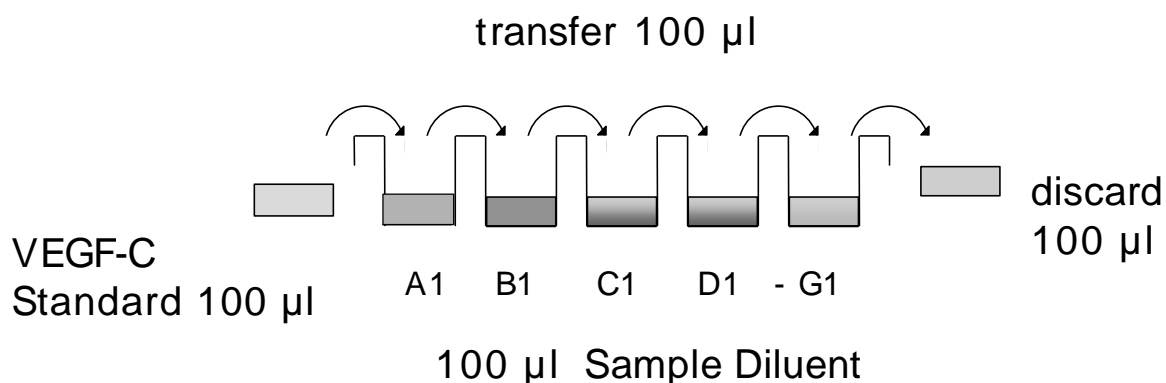 transfer 100 µl
discard
100 µl
VEGF-C
Standard 100 µl
A1 B1 C1 D1 - G1
100 µl Sample Diluent